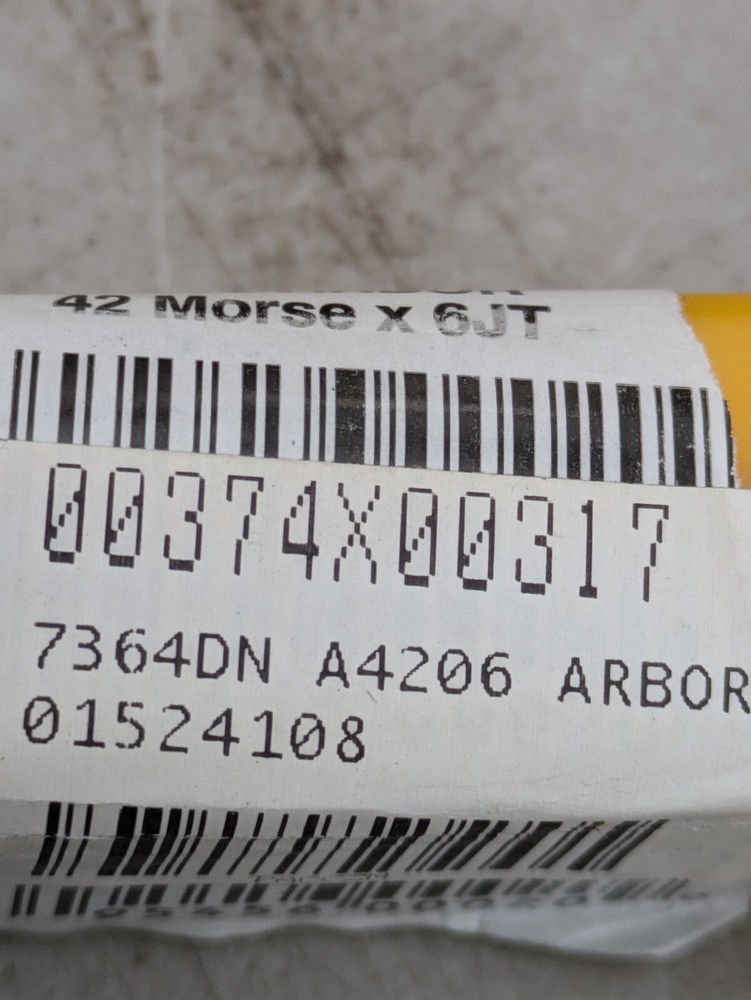 42 Morse x 6JT
00374X00317
7364DN A4206 ARBOR
01524108